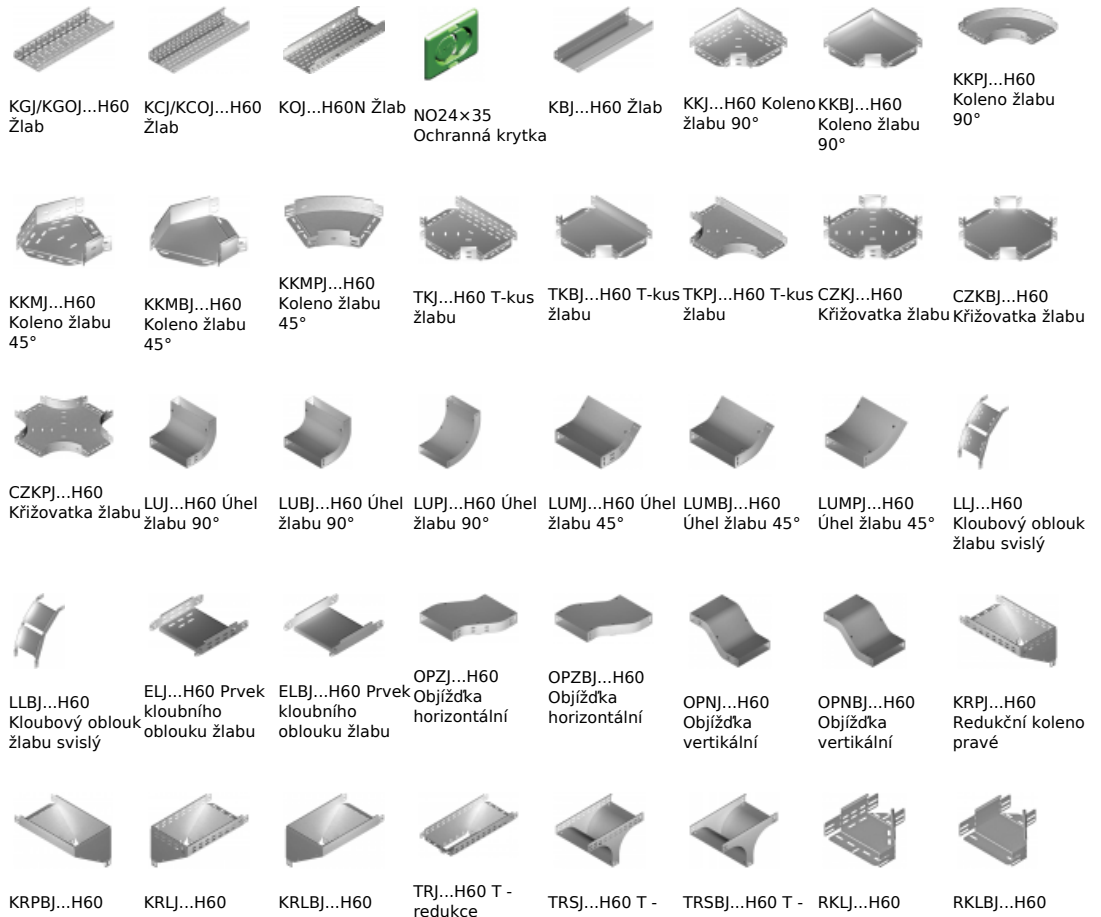 KGJ/KGOJ...H60
Žlab
KCJ/KCOJ...H60
Žlab
KOJ...H60N Žlab
NO24×35
Ochranná krytka
KBJ...H60 Žlab
KKJ...H60 Koleno
žlabu 90°
KKBJ...H60
Koleno žlabu
90°
KKPJ...H60
Koleno žlabu
90°
KKMJ...H60
Koleno žlabu
45°
KKMBJ...H60
Koleno žlabu
45°
KKMPJ...H60
Koleno žlabu
45°
TKJ...H60 T-kus
žlabu
TKBJ...H60 T-kus
žlabu
TKPJ...H60 T-kus
žlabu
CZKJ...H60
Křižovatka žlabu
CZKBJ...H60
Křižovatka žlabu
CZKPJ...H60
Křižovatka žlabu
LUJ...H60 Úhel
žlabu 90°
LUBJ...H60 Úhel
žlabu 90°
LUPJ...H60 Úhel
žlabu 90°
LUMJ...H60 Úhel
žlabu 45°
LUMBJ...H60
Úhel žlabu 45°
LUMPJ...H60
Úhel žlabu 45°
LLJ...H60
Kloubový oblouk
žlabu svislý
LLBJ...H60
Kloubový oblouk
žlabu svislý
ELJ...H60 Prvek
kloubního
oblouku žlabu
ELBJ...H60 Prvek
kloubního
oblouku žlabu
OPZJ...H60
Objížďka
horizontální
OPZBJ...H60
Objížďka
horizontální
OPNJ...H60
Objížďka
vertikální
OPNBJ...H60
Objížďka
vertikální
KRPJ...H60
Redukční koleno
pravé
KRPBJ...H60
KRLJ...H60
KRLBJ...H60
TRJ...H60 T -
redukce
TRSJ...H60 T -
TRSBJ...H60 T -
RKLJ...H60
RKLBJ...H60